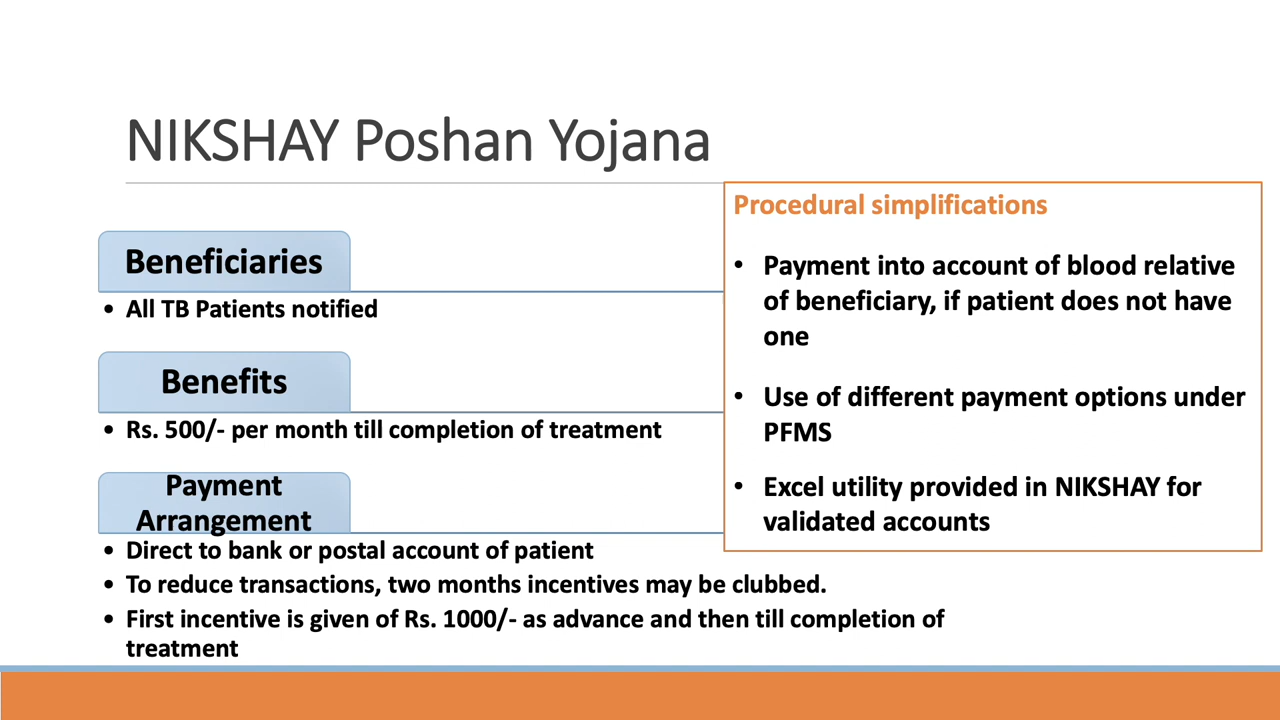 NIKSHAY Poshan Yojana
Beneficiaries
• All TB Patients notified
Benefits
• Rs. 500/- per month till completion of treatment
Payment
Arrangement
• Direct to bank or postal account of patient
• To reduce transactions, two months incentives may be clubbed.
• First incentive is given of Rs. 1000/- as advance and then till completion of
treatment
Procedural simplifications
• Payment into account of blood relative
of beneficiary, if patient does not have
one
• Use of different payment options under
PFMS
• Excel utility provided in NIKSHAY for
validated accounts